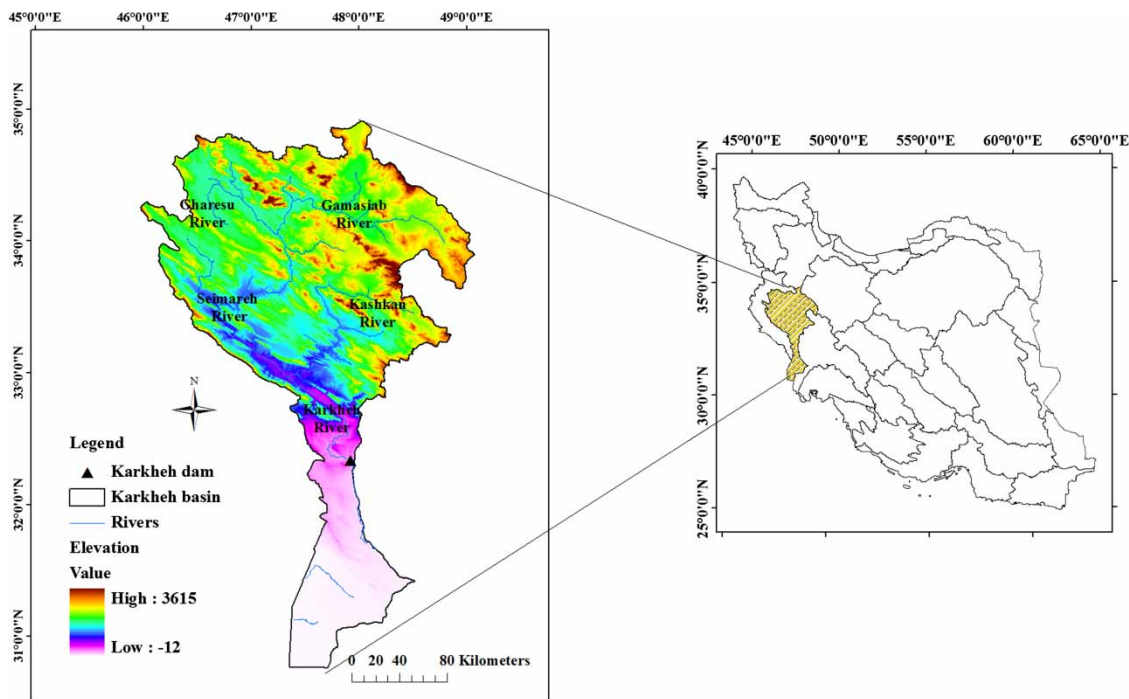 45°0'0"E 46°0'0"E 47°0'0"E 48°0'0"E 49°0'0"E
35°0'0"N
34°0'0"N
33°0'0"N
32°0'0"N
31°0'0"N
Gharesu
River
Gamasiab
River
Seimareh
River
Kashkan
River
Karkheh
River
N
Legend
Karkheh dam
Karkheh basin
Rivers
Elevation
Value
High : 3615
Low : -12
0 20 40 80 Kilometers
45°0'0"E 50°0'0"E 55°0'0"E 60°0'0"E 65°0'0"E
40°0'0"N
35°0'0"N
30°0'0"N
25°0'0"N